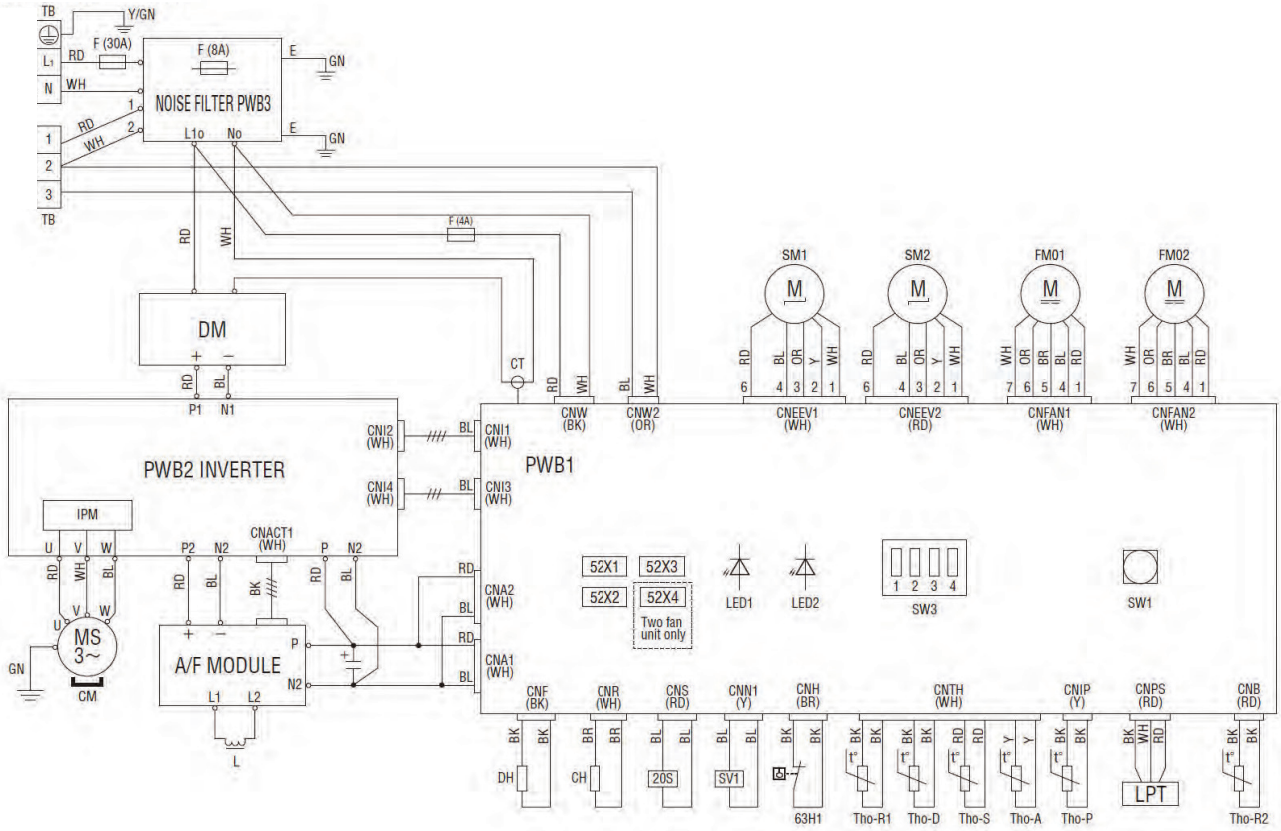 TB
Y/GN
L1
RD
F (30A)
F (8A)
E
GN
N
WH
1
2
NOISE FILTER PWB3
RD
WH
L1o
No
E
GN
1
2
3
TB
RD
WH
F (4A)
DM
+
−
CT
RD
BL
P1
N1
RD
WH
BL
WH
CNW
(BK)
CNW2
(OR)
SM1
M
RD
BL
OR
Y
WH
6
4
3
2
1
CNEEV1
(WH)
SM2
M
RD
BL
OR
Y
WH
6
4
3
2
1
CNEEV2
(RD)
FM01
M
WH
OR
BR
BL
RD
7
6
5
4
1
CNFAN1
(WH)
FM02
M
WH
OR
BR
BL
RD
7
6
5
4
1
CNFAN2
(WH)
PWB2 INVERTER
CNI2
(WH)
BL
CNI1
(WH)
CNI4
(WH)
BL
CNI3
(WH)
PWB1
IPM
CNACT1
(WH)
U
V
W
P2
N2
P
N2
RD
WH
BL
RD
BL
BK
RD
BL
U
V
W
MS
3~
GN
CM
+
−
A/F MODULE
P
N2
L1
L2
L
+
RD
CNA2
(WH)
BL
RD
CNA1
(WH)
BL
52X1
52X3
52X2
52X4
Two fan
unit only
LED1
LED2
1
2
3
4
SW3
SW1
CNF
(BK)
CNR
(WH)
CNS
(RD)
CNN1
(Y)
CNH
(BR)
CNTH
(WH)
CNIP
(Y)
CNPS
(RD)
CNB
(RD)
BK
BK
BR
BR
BL
BL
BL
BL
BK
BK
BK
BK
BK
BK
RD
RD
Y
Y
BK
BK
BK
WH
RD
BK
BK
DH
CH
20S
SV1
63H1
t°
t°
t°
t°
t°
LPT
t°
Tho-R1
Tho-D
Tho-S
Tho-A
Tho-P
Tho-R2